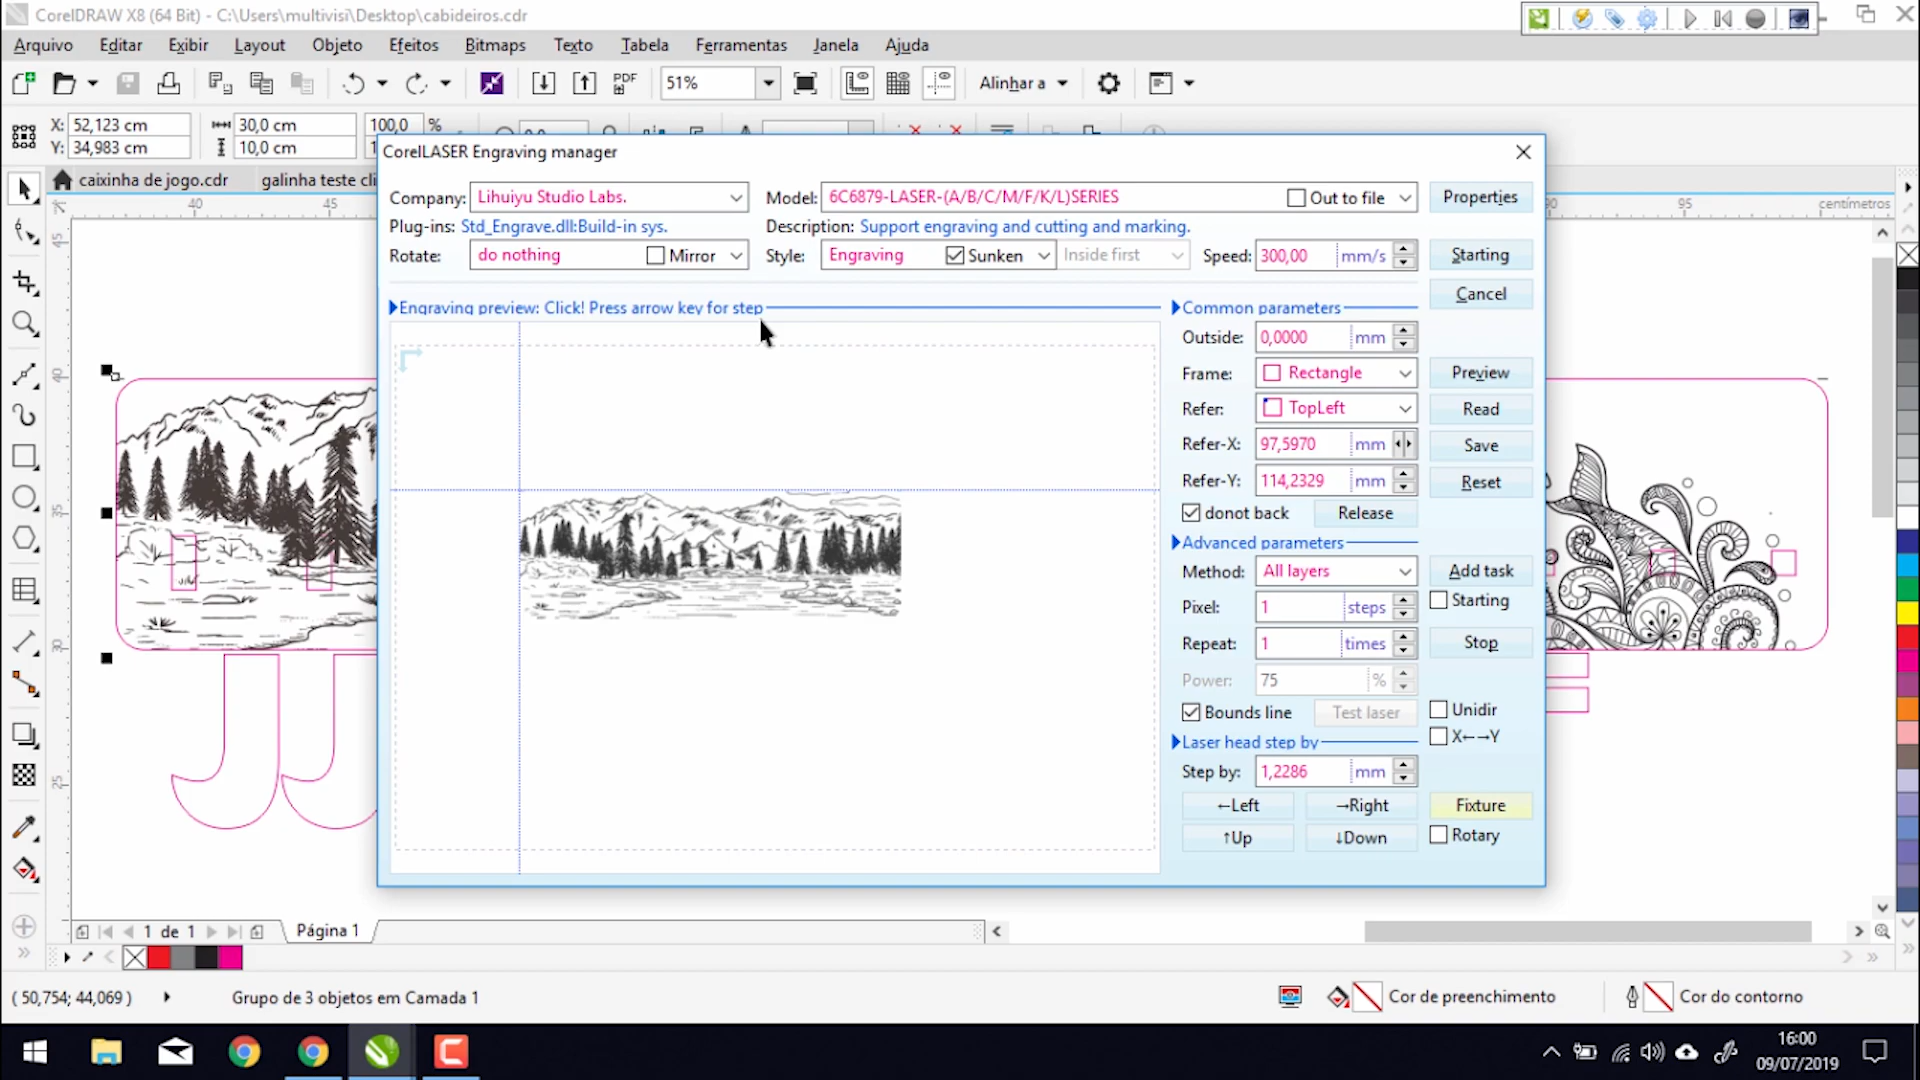 CorelDRAW X8 (64 Bit) - C:\Users\multivisi\Desktop\cabideiros.cdr
Arquivo Editar Exibir Layout Objeto Efeitos Bitmaps Texto Tabela Ferramentas Janela Ajuda
PDF 51% Alinhar a
X: 52,123 cm 30,0 cm 100,0 %
Y: 34,983 cm 10,0 cm
caixinha de jogo.cdr galinha teste cli
40 45 90 95 centímetros
45
40
35
30
25
CorelLASER Engraving manager
Company: Lihuiyu Studio Labs. Model: 6C6879-LASER-(A/B/C/M/F/K/L)SERIES Out to file Properties
Plug-ins: Std_Engrave.dll:Build-in sys. Description: Support engraving and cutting and marking.
Rotate: do nothing Mirror Style: Engraving Sunken Inside first Speed: 300,00 mm/s Starting
Cancel
Engraving preview: Click! Press arrow key for step Common parameters
Outside: 0,0000 mm
Frame: Rectangle Preview
Refer: TopLeft Read
Refer-X: 97,5970 mm Save
Refer-Y: 114,2329 mm Reset
donot back Release
Advanced parameters
Method: All layers Add task
Pixel: 1 steps Starting
Repeat: 1 times Stop
Power: 75 %
Bounds line Test laser Unidir
X←→Y
Laser head step by
Step by: 1,2286 mm
←Left →Right Fixture
↑Up ↓Down Rotary
1 de 1 Página 1
( 50,754; 44,069 ) Grupo de 3 objetos em Camada 1 Cor de preenchimento Cor do contorno
16:00
09/07/2019